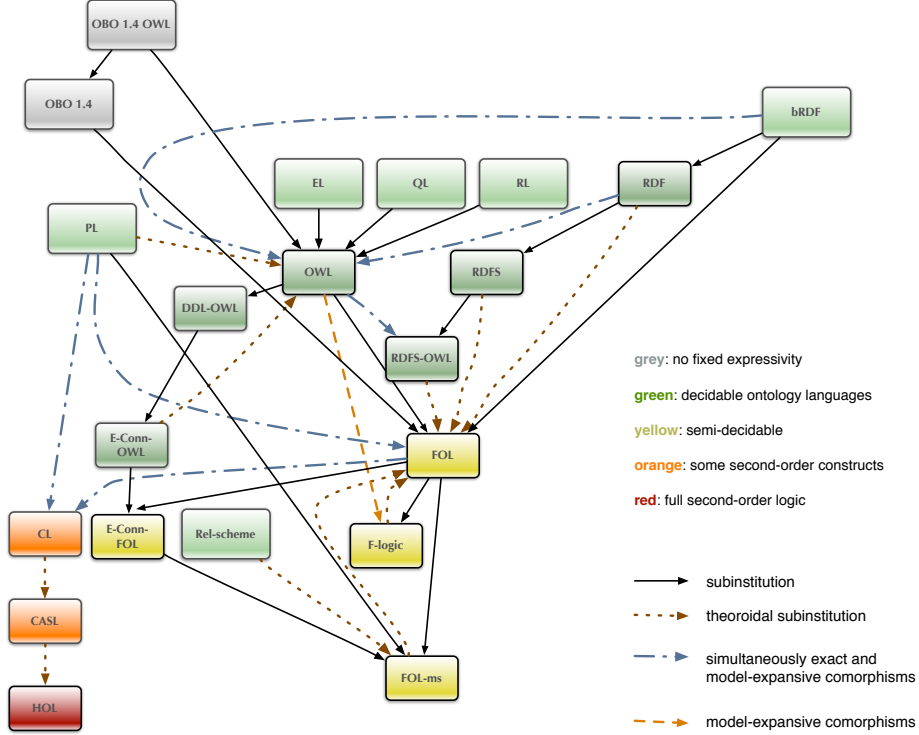 OBO 1.4 OWL
OBO 1.4
bRDF
EL
QL
RL
RDF
PL
OWL
RDFS
DDL-OWL
RDFS-OWL
grey: no fixed expressivity
green: decidable ontology languages
yellow: semi-decidable
orange: some second-order constructs
red: full second-order logic
E-Conn-
OWL
FOL
CL
E-Conn-
FOL
Rel-scheme
F-logic
subinstitution
CASL
theoroidal subinstitution
simultaneously exact and
model-expansive comorphisms
FOL-ms
HOL
model-expansive comorphisms